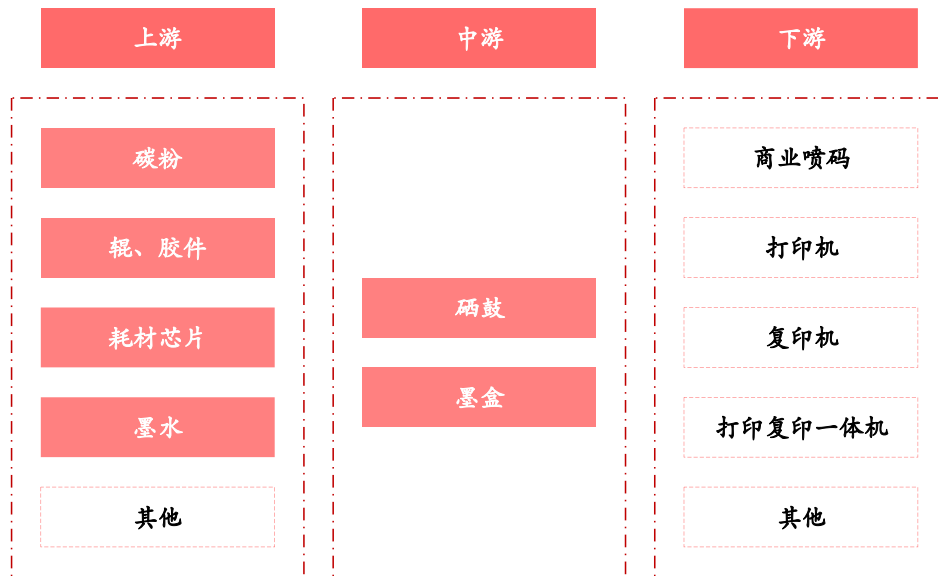 上游
中游
下游
碳粉
辊、胶件
耗材芯片
墨水
其他
硒鼓
墨盒
商业喷码
打印机
复印机
打印复印一体机
其他